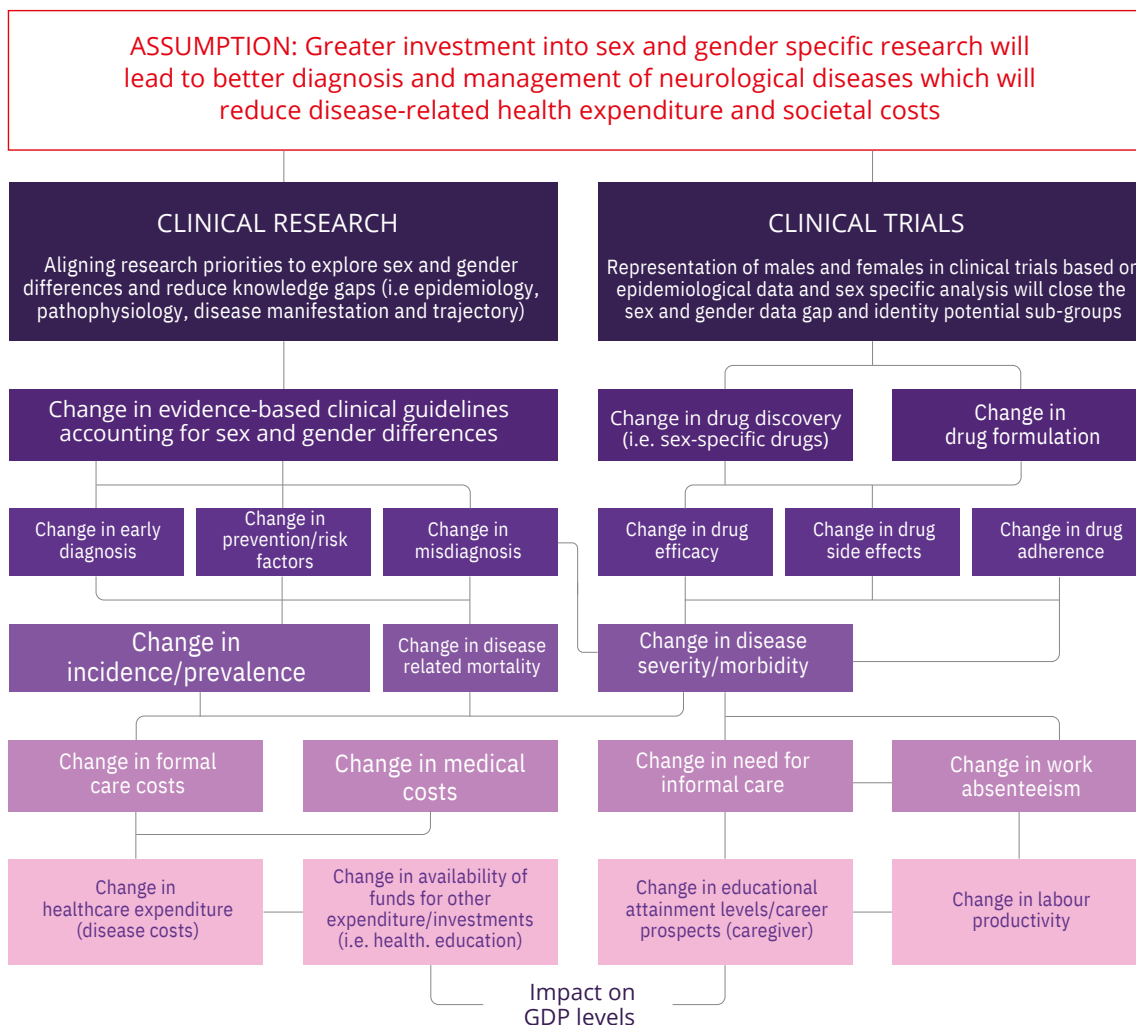 ASSUMPTION: Greater investment into sex and gender specific research will
lead to better diagnosis and management of neurological diseases which will
reduce disease-related health expenditure and societal costs
CLINICAL RESEARCH
Aligning research priorities to explore sex and gender
differences and reduce knowledge gaps (i.e epidemiology,
pathophysiology, disease manifestation and trajectory)
CLINICAL TRIALS
Representation of males and females in clinical trials based on
epidemiological data and sex specific analysis will close the
sex and gender data gap and identity potential sub-groups
Change in evidence-based clinical guidelines
accounting for sex and gender differences
Change in drug discovery
(i.e. sex-specific drugs)
Change in
drug formulation
Change in early
diagnosis
Change in
prevention/risk
factors
Change in
misdiagnosis
Change in drug
efficacy
Change in drug
side effects
Change in drug
adherence
Change in
incidence/prevalence
Change in disease
related mortality
Change in disease
severity/morbidity
Change in formal
care costs
Change in medical
costs
Change in need for
informal care
Change in work
absenteeism
Change in
healthcare expenditure
(disease costs)
Change in availability of
funds for other
expenditure/investments
(i.e. health. education)
Change in educational
attainment levels/career
prospects (caregiver)
Change in labour
productivity
Impact on
GDP levels